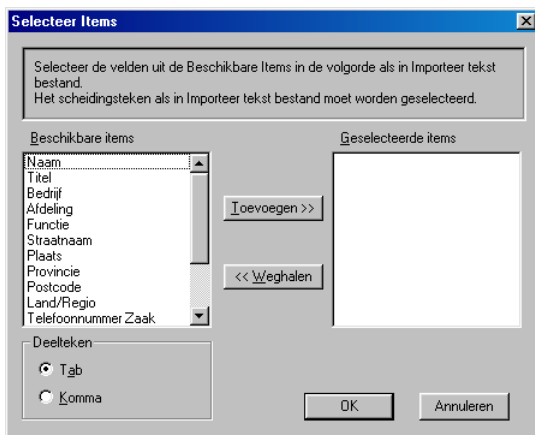 Selecteer Items
Selecteer de velden uit de Beschikbare Items in de volgorde als in Importeer tekst
bestand.
Het scheidingsteken als in Importeer tekst bestand moet worden geselecteerd.
Beschikbare items
Geselecteerde items
Naam
Titel
Bedrijf
Afdeling
Functie
Straatnaam
Plaats
Provincie
Postcode
Land/Regio
Telefoonnummer Zaak
Toevoegen >>
<< Weghalen
Deelteken
Tab
Komma
OK
Annuleren